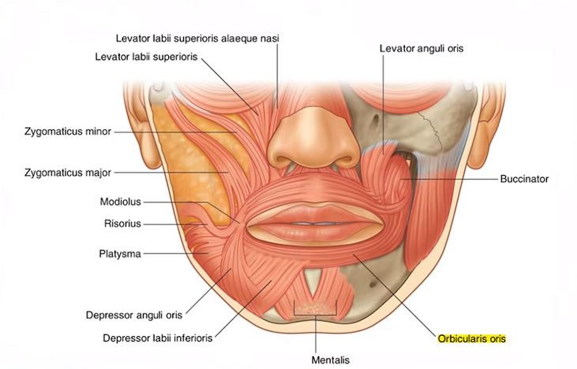 Levator labii superioris alaeque nasi
Levator labii superioris
Levator anguli oris
Zygomaticus minor
Zygomaticus major
Buccinator
Modiolus
Risorius
Platysma
Depressor anguli oris
Depressor labii inferioris
Orbicularis oris
Mentalis